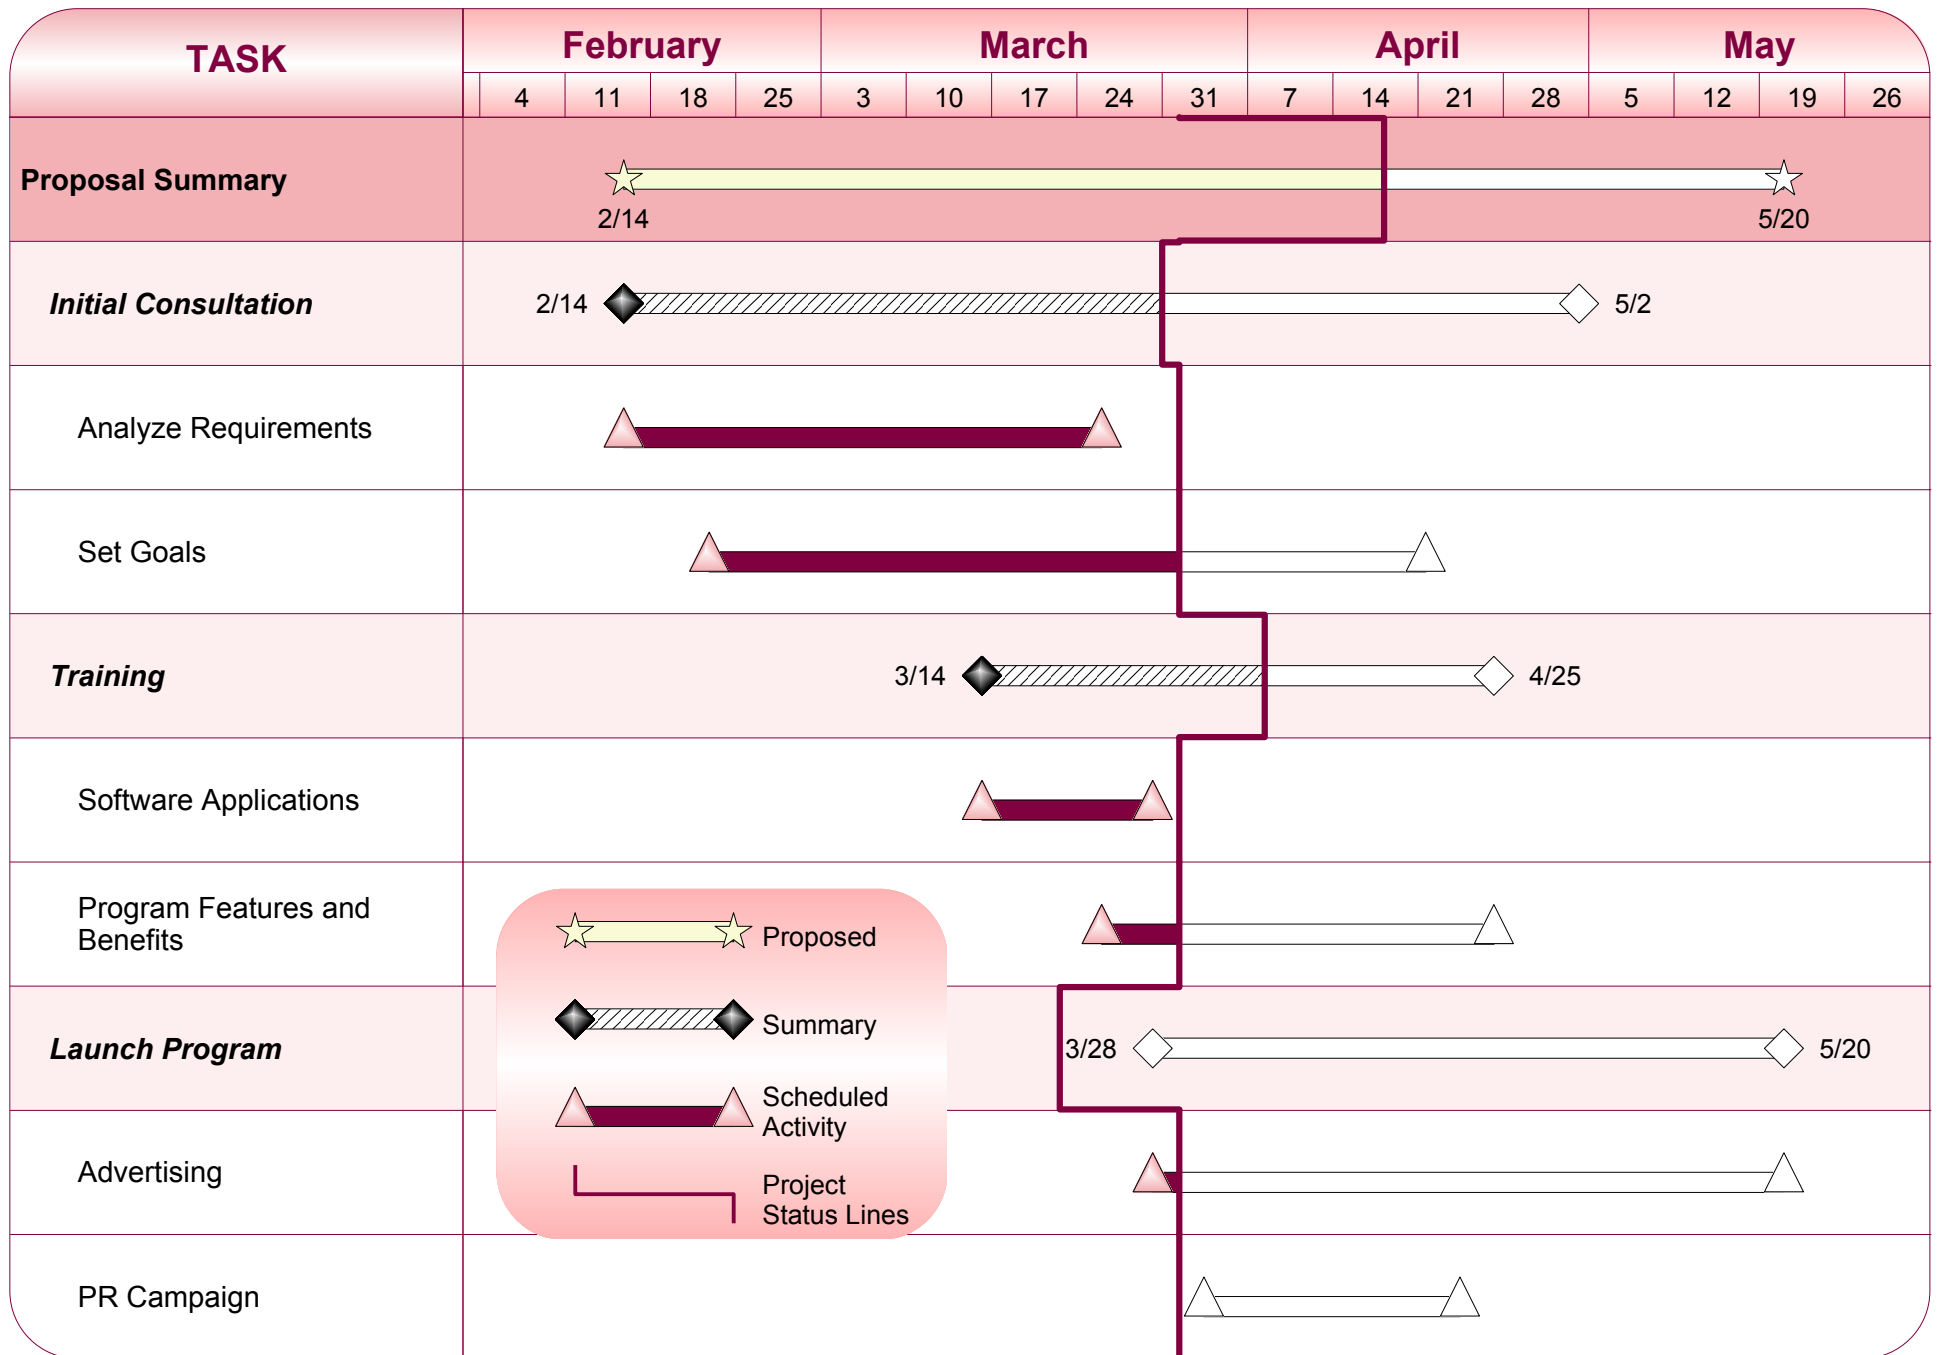 TASK
February March April May
4 11 18 25 3 10 17 24 31 7 14 21 28 5 12 19 26
Proposal Summary
2/14 5/20
Initial Consultation
2/14 5/2
Analyze Requirements
Set Goals
Training
3/14 4/25
Software Applications
Program Features and
Benefits
Launch Program
3/28 5/20
Advertising
PR Campaign
Proposed
Summary
Scheduled
Activity
Project
Status Lines